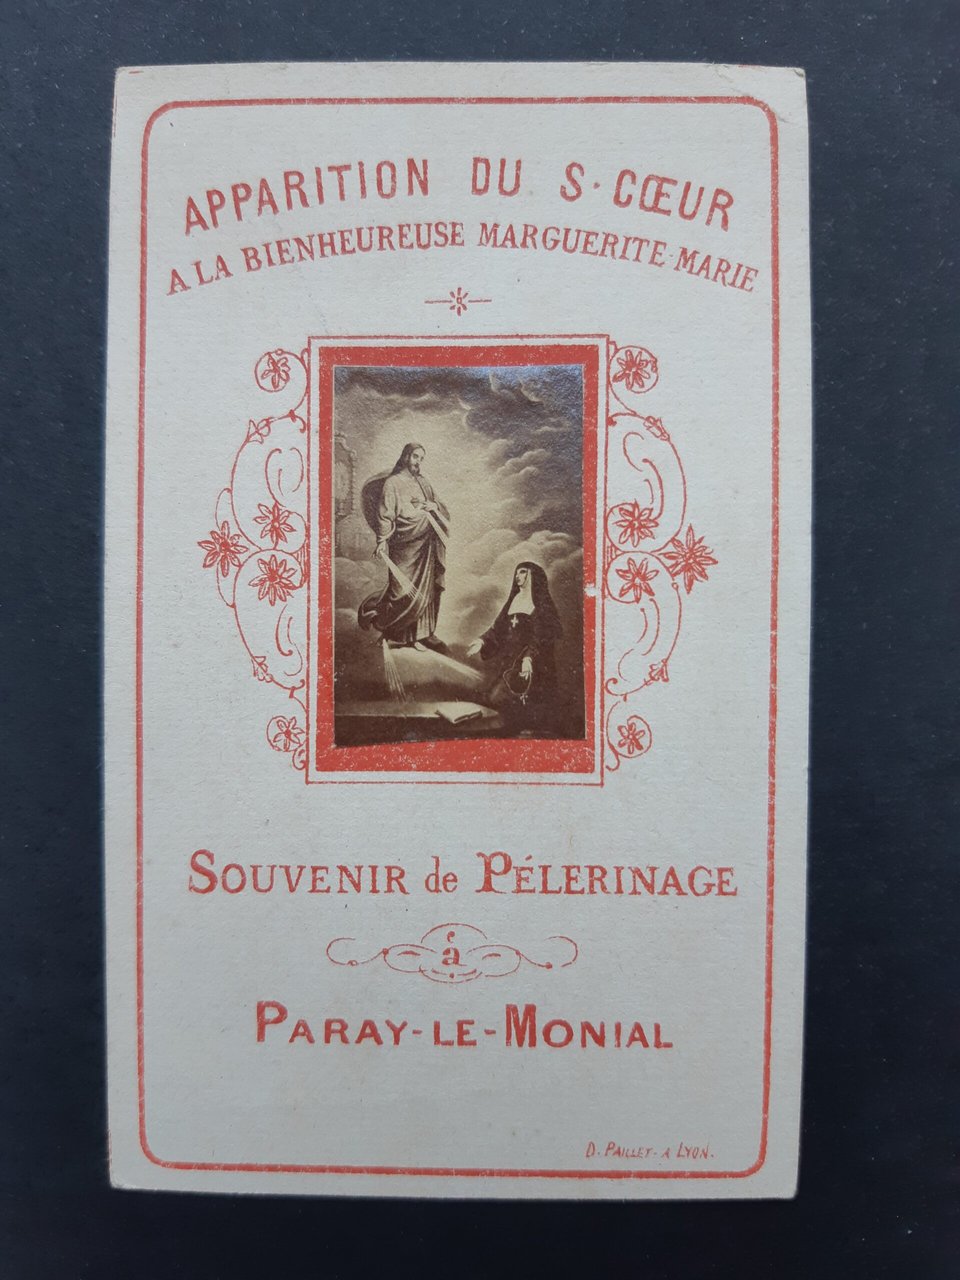 APPARITION DU S. CŒUR
A LA BIENHEUREUSE MARGUERITE-MARIE
SOUVENIR de PÉLERINAGE
à
PARAY-LE-MONIAL
D. PAILLET - A LYON.